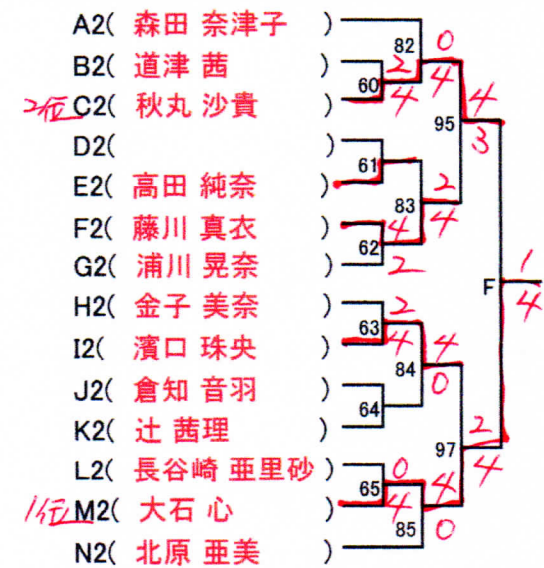 A2( 森田 奈津子 )
82 0
B2( 道津 茜 )
60 2 4 4
2位 C2( 秋丸 沙貴 )
4 95 3
D2( )
61
E2( 高田 純奈 )
83 2 4
F2( 藤川 真衣 )
62 4
G2( 浦川 晃奈 )
2
F 1 4
H2( 金子 美奈 )
63 2
I2( 濱口 珠央 )
4 4
84 0
J2( 倉知 音羽 )
64
K2( 辻 茜理 )
97 2 4
L2( 長谷崎 亜里砂 )
65 0 4
1位 M2( 大石 心 )
4 0
85
N2( 北原 亜美 )